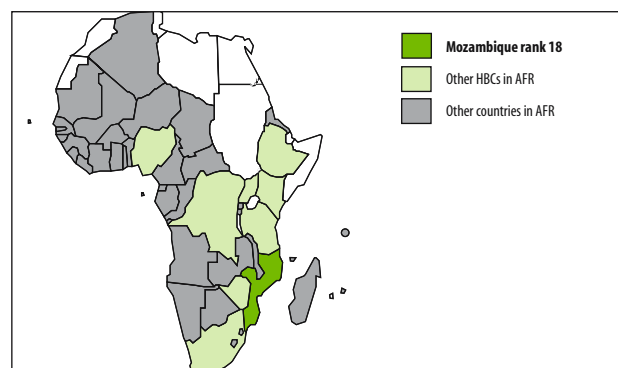 Mozambique rank 18
Other HBCs in AFR
Other countries in AFR